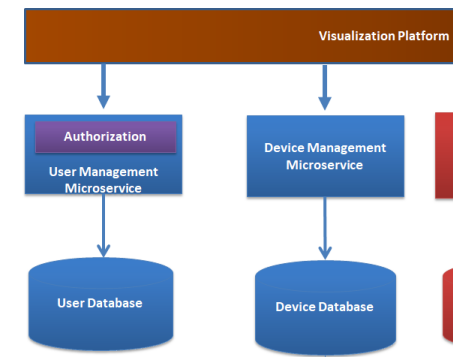 Visualization Platform
Authorization
User Management
Microservice
Device Management
Microservice
User Database
Device Database